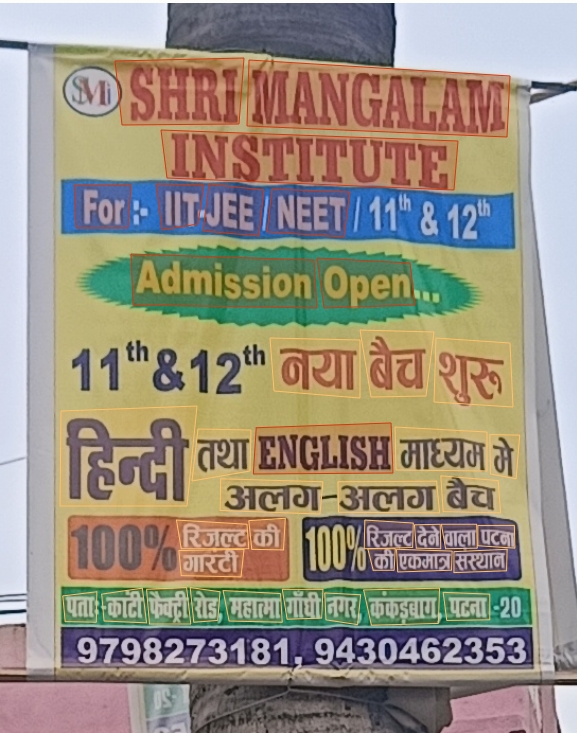 SMi SHRI MANGALAM
INSTITUTE
For:- IIT-JEE / NEET / 11th & 12th
Admission Open...
11th & 12th नया बैच शुरू
हिन्दी तथा ENGLISH माध्यम मे
अलग-अलग बैच
100% रिजल्ट की
गारंटी
100% रिजल्ट देने वाला पटना
की एकमात्र संस्थान
पता:-काटी फैक्ट्री रोड, महात्मा गाँधी नगर, कंकड़बाग, पटना -20
9798273181, 9430462353